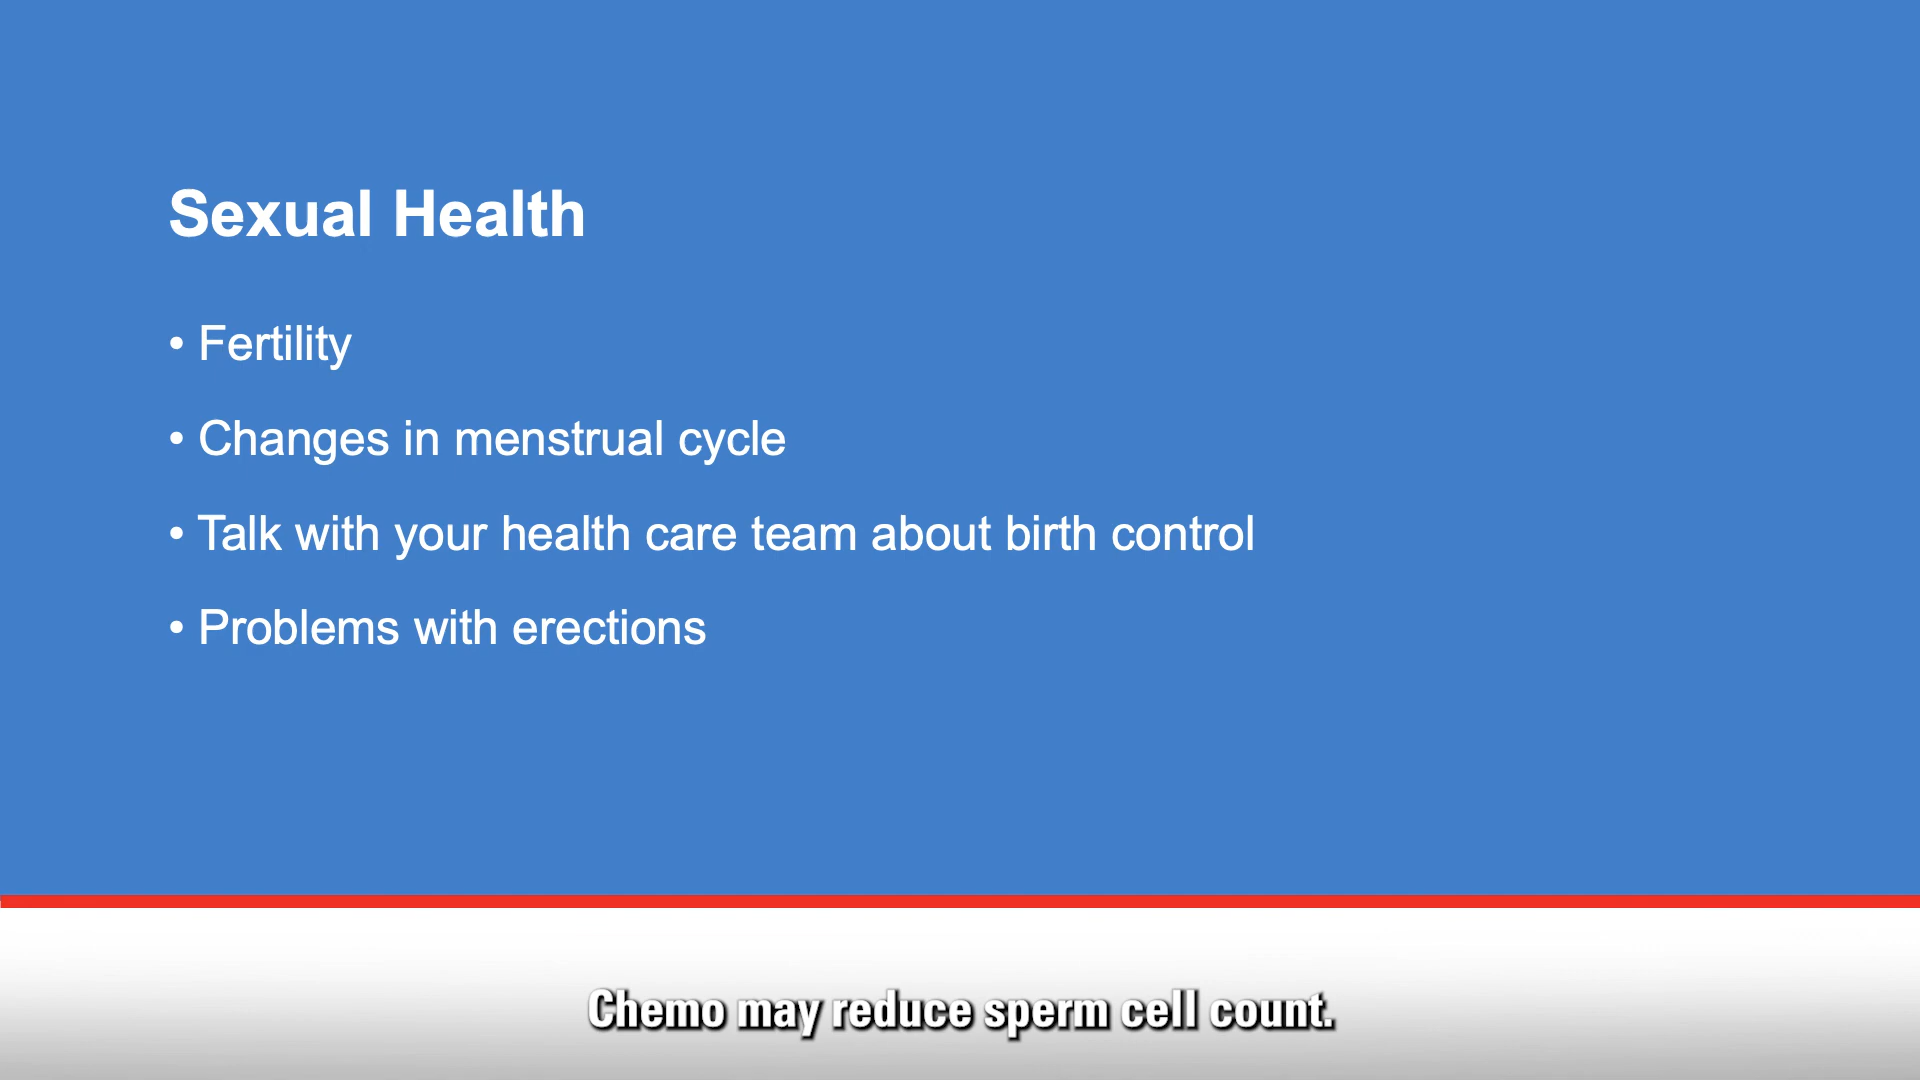 Sexual Health
• Fertility
• Changes in menstrual cycle
• Talk with your health care team about birth control
• Problems with erections
Chemo may reduce sperm cell count.